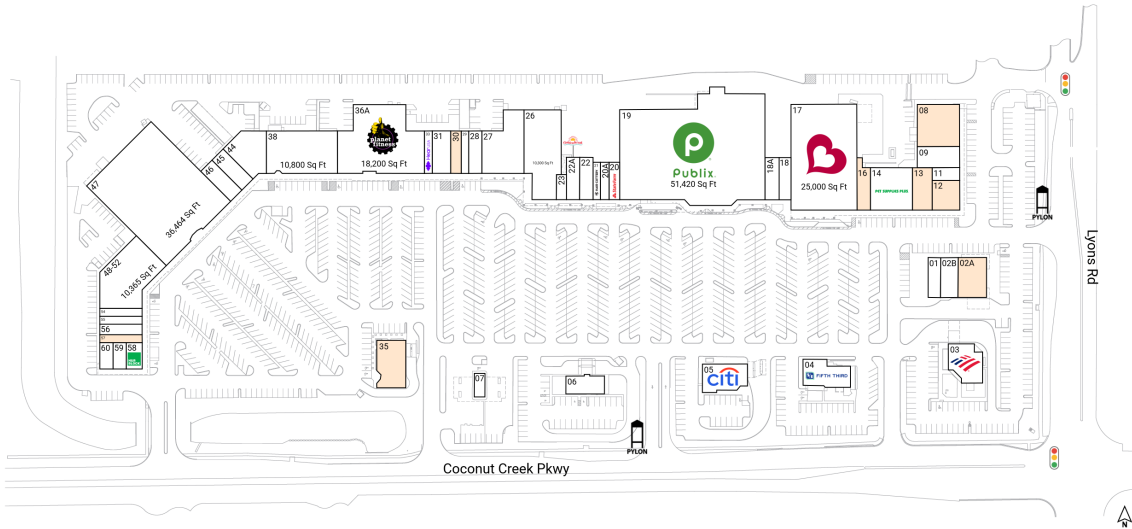 36A
planet
fitness
18,200 Sq Ft
38
10,800 Sq Ft
31
30
28
27
26
19
Publix
51,420 Sq Ft
23
22A
22
20A
20
18A
18
17
25,000 Sq Ft
08
09
16
14
PET SUPPLIES PLUS
13
11
12
44
45
46
47
36,464 Sq Ft
48-52
10,365 Sq Ft
56
60
59
58
35
07
06
05
citi
04
FIFTH THIRD
03
01
02B
02A
PYLON
PYLON
Lyons Rd
Coconut Creek Pkwy
N